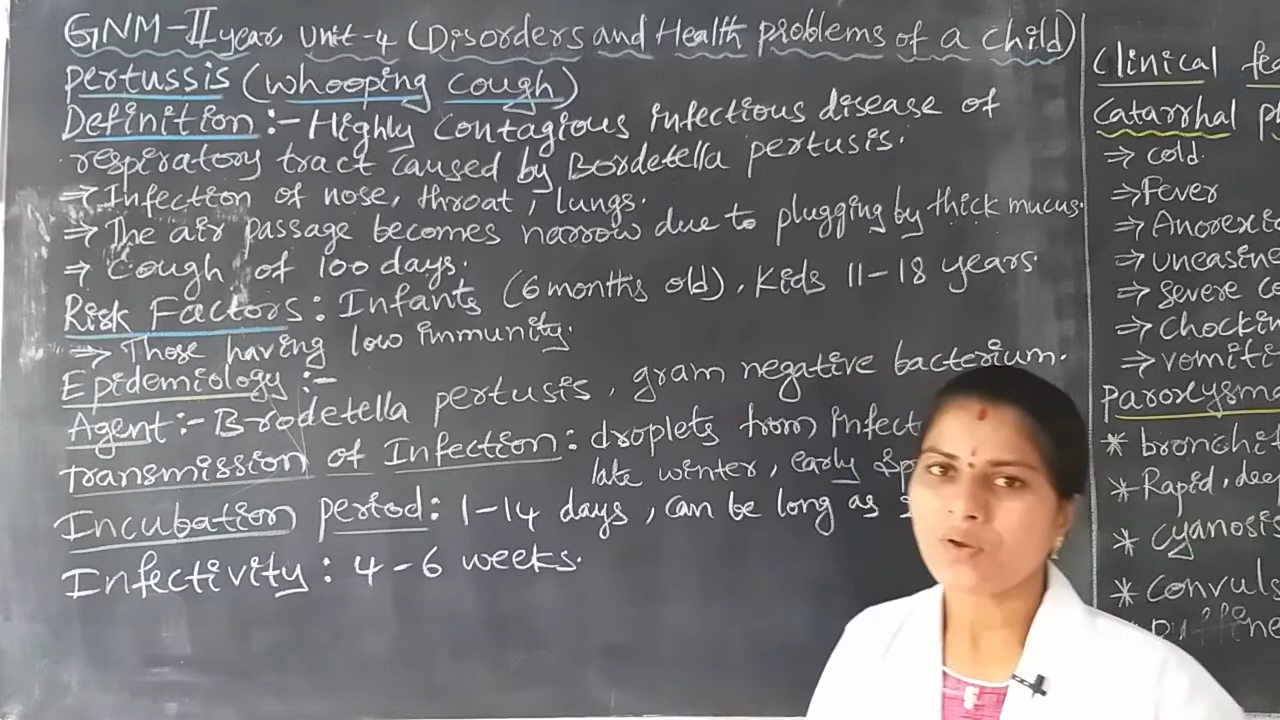 GNM-II year, Unit-4 (Disorders and Health problems of a child)
Pertussis (Whooping Cough)
Definition :- Highly Contagious infectious disease of
respiratory tract caused by Bordetella pertusis.
⇒ Infection of nose, throat, lungs.
⇒ The air passage becomes narrow due to plugging by thick mucus.
⇒ Cough of 100 days.
Risk Factors : Infants (6 months old), Kids 11-18 years.
⇒ Those having low immunity.
Epidemiology :-
Agent :- B-rodetella pertusis, gram negative bacterium.
Transmission of Infection : droplets from infect
late winter, early Sp
Incubation period : 1-14 days, can be long as
Infectivity : 4-6 weeks.
Clinical fea
Catarrhal p
⇒ cold.
⇒ Fever
⇒ Anorexi
⇒ uneasine
⇒ Severe co
⇒ Chockin
⇒ vomiti
Paroxysma
* bronchi
* Rapid, deep
* Cyanosis
* Convuls